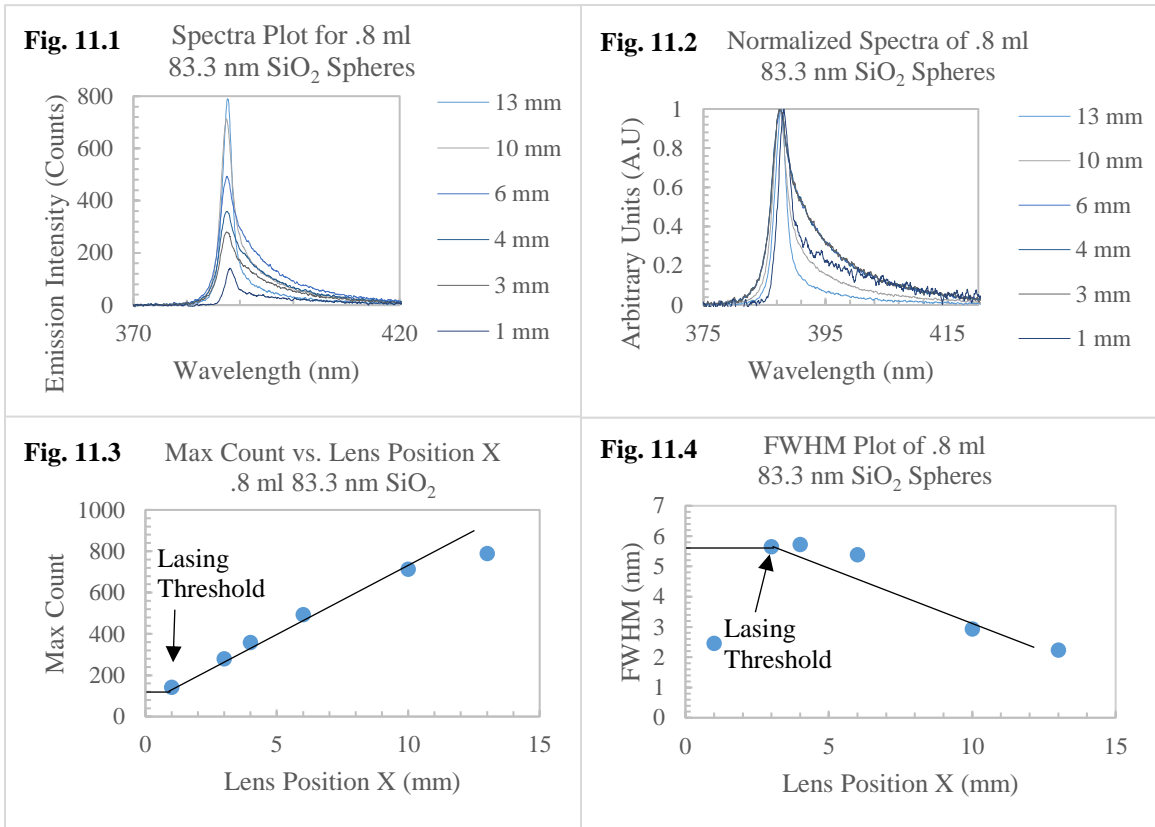 Fig. 11.1
Spectra Plot for .8 ml
83.3 nm SiO₂ Spheres
Emission Intensity (Counts)
800
600
400
200
0
370
420
Wavelength (nm)
13 mm
10 mm
6 mm
4 mm
3 mm
1 mm
Fig. 11.2
Normalized Spectra of .8 ml
83.3 nm SiO₂ Spheres
Arbitrary Units (A.U)
1
0.8
0.6
0.4
0.2
0
375
395
415
Wavelength (nm)
13 mm
10 mm
6 mm
4 mm
3 mm
1 mm
Fig. 11.3
Max Count vs. Lens Position X
.8 ml 83.3 nm SiO₂
Max Count
1000
800
600
400
200
0
Lasing
Threshold
0
5
10
15
Lens Position X (mm)
Fig. 11.4
FWHM Plot of .8 ml
83.3 nm SiO₂ Spheres
FWHM (nm)
7
6
5
4
3
2
1
0
Lasing
Threshold
0
5
10
15
Lens Position X (mm)